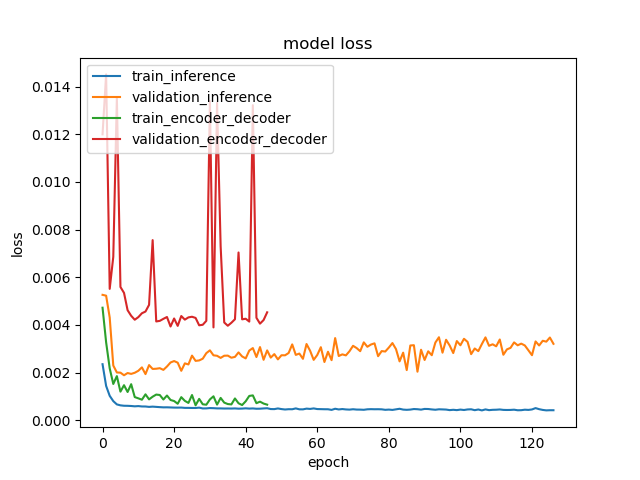 model loss
train_inference
validation_inference
train_encoder_decoder
validation_encoder_decoder
loss
0.014
0.012
0.010
0.008
0.006
0.004
0.002
0.000
0 20 40 60 80 100 120
epoch